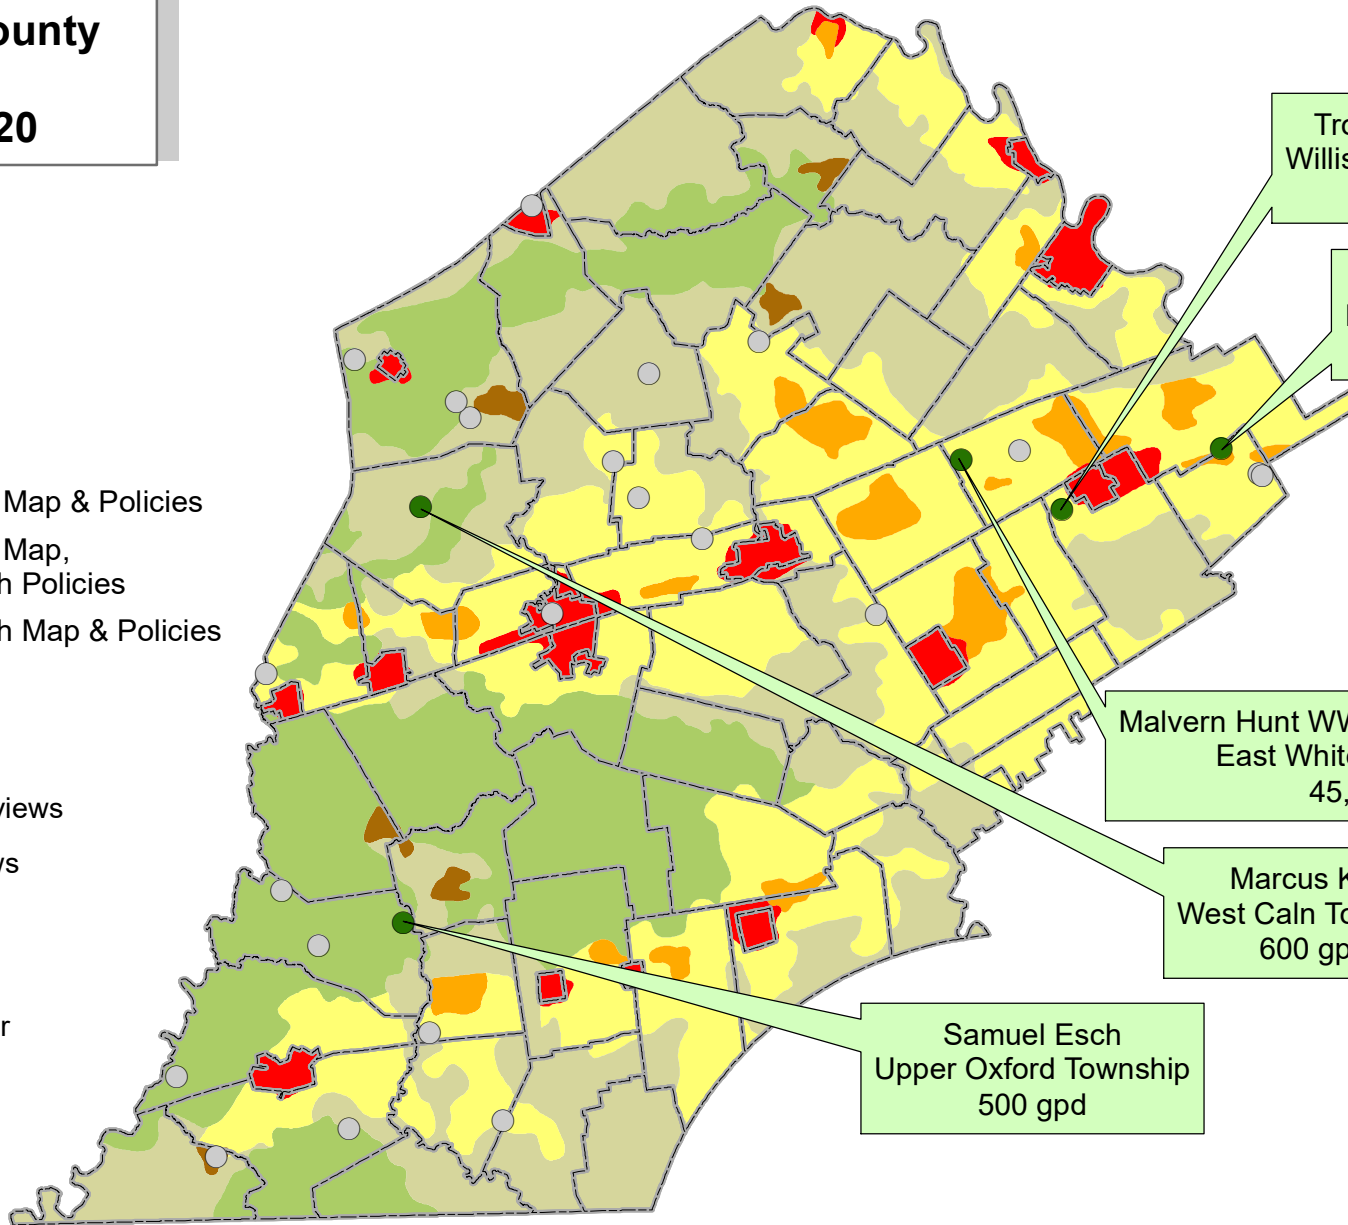 ounty
20
Map & Policies
Map,
h Policies
h Map & Policies
views
ws
r
Tro
Willis
Malvern Hunt WW
East White
45,
Marcus K
West Caln To
600 gp
Samuel Esch
Upper Oxford Township
500 gpd